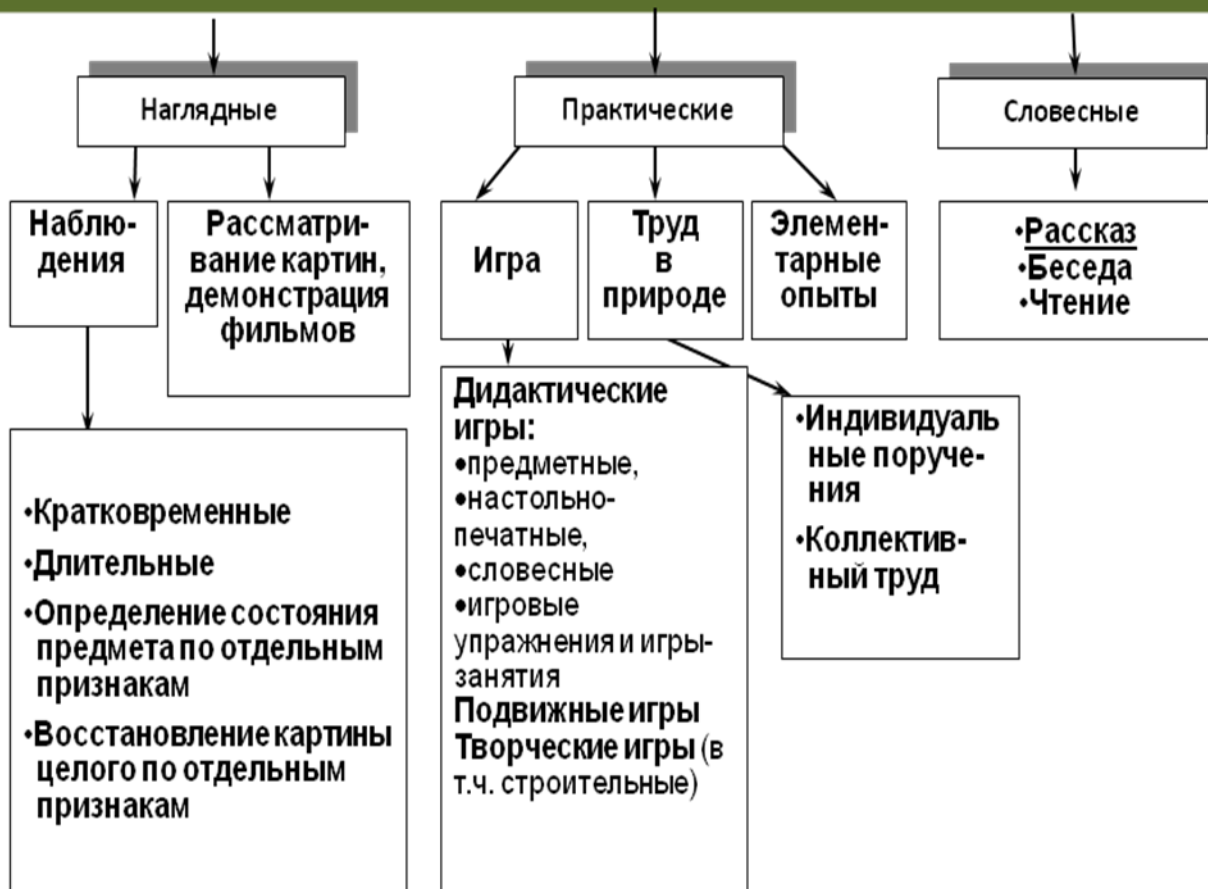 Наглядные
Практические
Словесные
Наблю-
дения
Рассматри-
вание картин,
демонстрация
фильмов
Игра
Труд
в
природе
Элемен-
тарные
опыты
•Рассказ
•Беседа
•Чтение
•Кратковременные
•Длительные
•Определение состояния
предмета по отдельным
признакам
•Восстановление картины
целого по отдельным
признакам
Дидактические
игры:
•предметные,
•настольно-
печатные,
•словесные
•игровые
упражнения и игры-
занятия
Подвижные игры
Творческие игры (в
т.ч. строительные)
•Индивидуаль
ные поруче-
ния
•Коллектив-
ный труд